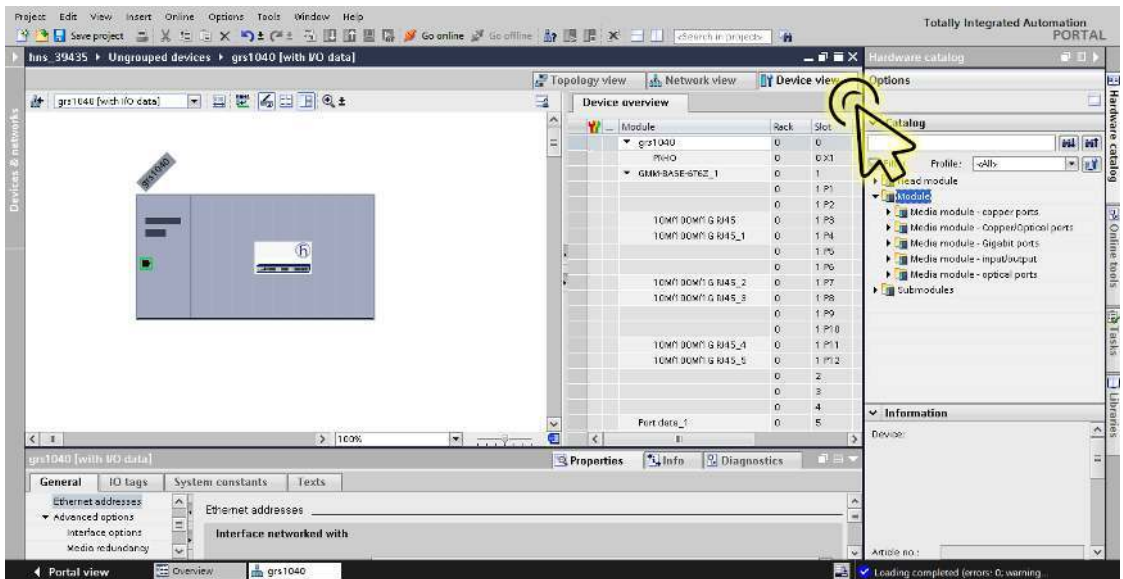 Project Edit View Insert Online Options Tools Window Help
Totally Integrated Automation
PORTAL
Save project
Go online
Go offline
<Search in project>
hns_39435 ▸ Ungrouped devices ▸ grs1040 [with I/O data]
Hardware catalog
Topology view
Network view
Device view
Options
grs1040 [with I/O data]
Device overview
Module Rack Slot
grs1040 0 0
PN-IO 0 0 X1
GMM-BASE-6T6Z_1 0 1
0 1 P1
0 1 P2
10M/100M/1G RJ45 0 1 P3
10M/100M/1G RJ45_1 0 1 P4
0 1 P5
0 1 P6
10M/100M/1G RJ45_2 0 1 P7
10M/100M/1G RJ45_3 0 1 P8
0 1 P9
0 1 P10
10M/100M/1G RJ45_4 0 1 P11
10M/100M/1G RJ45_5 0 1 P12
0 2
0 3
0 4
Port data_1 0 5
grs1040
100%
Catalog
Profile: <All>
Head module
Module
Media module - copper ports
Media module - Copper/Optical ports
Media module - Gigabit ports
Media module - input/output
Media module - optical ports
Submodules
Information
Device:
Article no.:
Devices & networks
Hardware catalog
Online tools
Tasks
Libraries
grs1040 [with I/O data]
Properties
Info
Diagnostics
General IO tags System constants Texts
Ethernet addresses
Advanced options
Interface options
Media redundancy
Ethernet addresses
Interface networked with
Portal view
Overview
grs1040
Loading completed (errors: 0; warning...